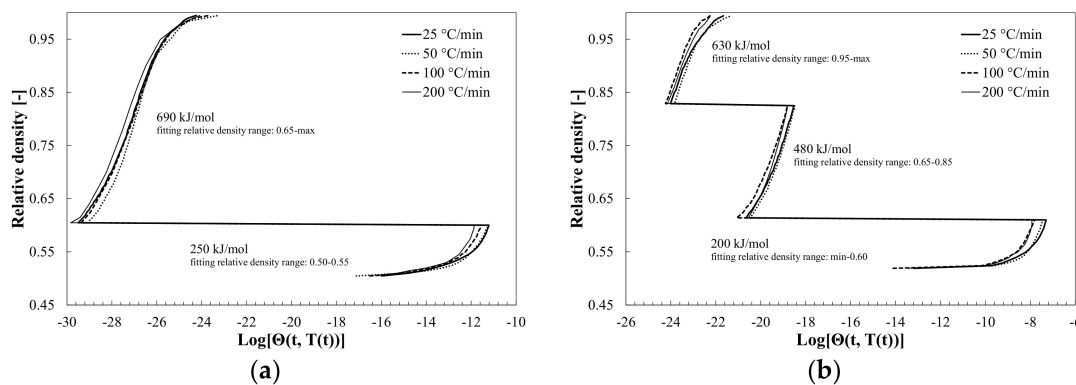 0.95
0.85
0.75
0.65
0.55
0.45
Relative density [-]
25 °C/min
50 °C/min
100 °C/min
200 °C/min
690 kJ/mol
fitting relative density range: 0.65-max
250 kJ/mol
fitting relative density range: 0.50-0.55
-30 -28 -26 -24 -22 -20 -18 -16 -14 -12 -10
Log[Θ(t, T(t))]
(a)
0.95
0.85
0.75
0.65
0.55
0.45
Relative density [-]
630 kJ/mol
fitting relative density range: 0.95-max
25 °C/min
50 °C/min
100 °C/min
200 °C/min
480 kJ/mol
fitting relative density range: 0.65-0.85
200 kJ/mol
fitting relative density range: min-0.60
-26 -24 -22 -20 -18 -16 -14 -12 -10 -8 -6
Log[Θ(t, T(t))]
(b)